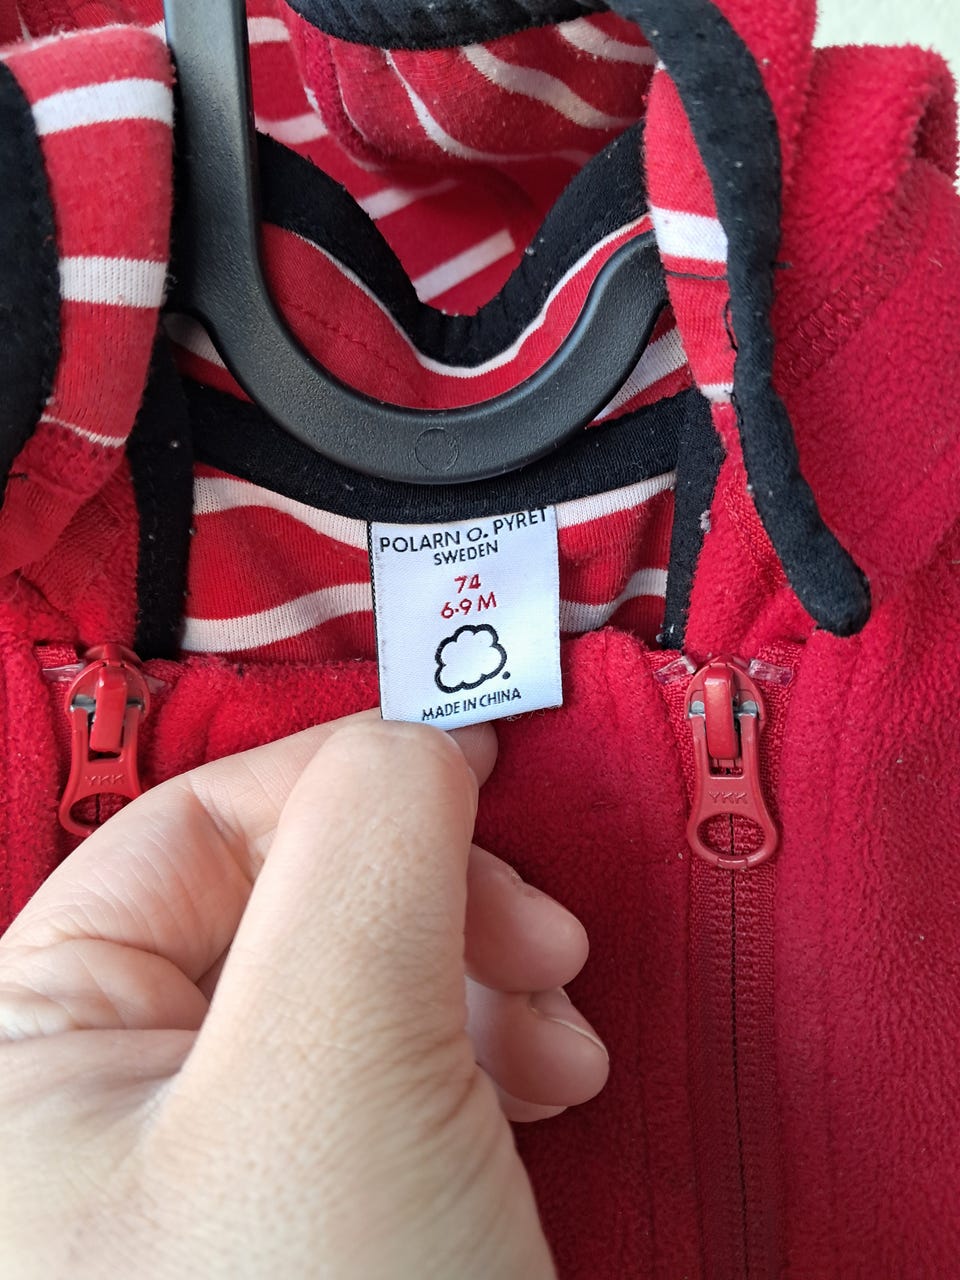 POLARN O. PYRET
SWEDEN
74
6-9 M
MADE IN CHINA
YKK
YKK